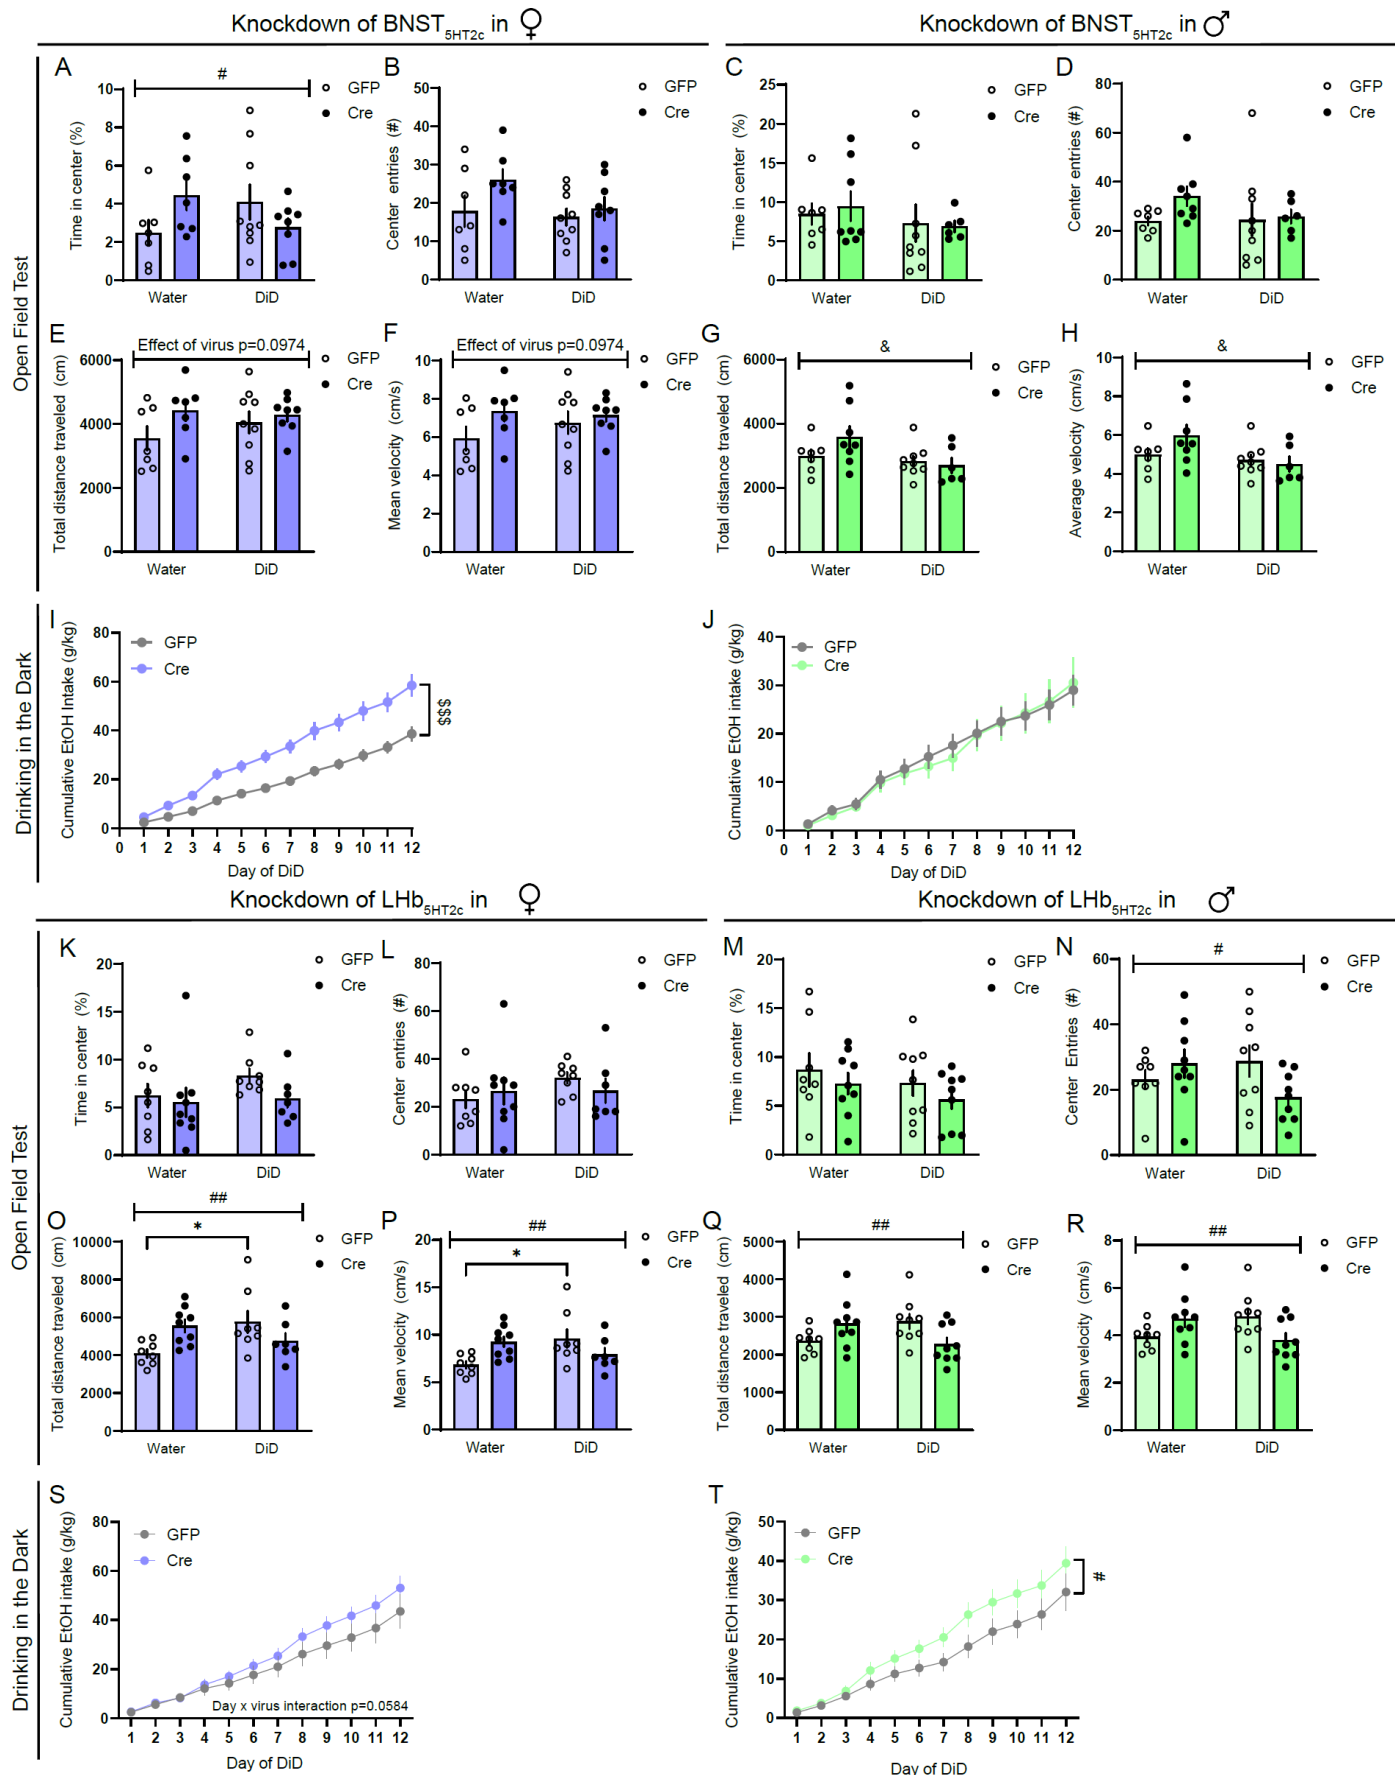 Knockdown of BNST5HT2c in ♀
Knockdown of BNST5HT2c in ♂
Open Field Test
A
Time in center (%)
10
8
6
4
2
0
#
GFP
Cre
Water
DiD
B
Center entries (#)
50
40
30
20
10
0
GFP
Cre
Water
DiD
C
Time in center (%)
25
20
15
10
5
0
GFP
Cre
Water
DiD
D
Center entries (#)
80
60
40
20
0
GFP
Cre
Water
DiD
E
Total distance traveled (cm)
6000
4000
2000
0
Effect of virus p=0.0974
GFP
Cre
Water
DiD
F
Mean velocity (cm/s)
10
8
6
4
2
0
Effect of virus p=0.0974
GFP
Cre
Water
DiD
G
Total distance traveled (cm)
6000
4000
2000
0
&
GFP
Cre
Water
DiD
H
Average velocity (cm/s)
10
8
6
4
2
0
&
GFP
Cre
Water
DiD
Drinking in the Dark
I
Cumulative EtOH Intake (g/kg)
80
60
40
20
0
GFP
Cre
$$$
0 1 2 3 4 5 6 7 8 9 10 11 12
Day of DiD
J
Cumulative EtOH intake (g/kg)
40
30
20
10
0
GFP
Cre
0 1 2 3 4 5 6 7 8 9 10 11 12
Day of DiD
Knockdown of LHb5HT2c in ♀
Knockdown of LHb5HT2c in ♂
Open Field Test
K
Time in center (%)
20
15
10
5
0
GFP
Cre
Water
DiD
L
Center entries (#)
80
60
40
20
0
GFP
Cre
Water
DiD
M
Time in center (%)
20
15
10
5
0
GFP
Cre
Water
DiD
N
Center Entries (#)
60
40
20
0
#
GFP
Cre
Water
DiD
O
Total distance traveled (cm)
10000
8000
6000
4000
2000
0
##
*
GFP
Cre
Water
DiD
P
Mean velocity (cm/s)
20
15
10
5
0
##
*
GFP
Cre
Water
DiD
Q
Total distance traveled (cm)
5000
4000
3000
2000
1000
0
##
GFP
Cre
Water
DiD
R
Mean velocity (cm/s)
8
6
4
2
0
##
GFP
Cre
Water
DiD
Drinking in the Dark
S
Cumulative EtOH intake (g/kg)
80
60
40
20
0
GFP
Cre
Day x virus interaction p=0.0584
1 2 3 4 5 6 7 8 9 10 11 12
Day of DiD
T
Cumulative EtOH intake (g/kg)
50
40
30
20
10
0
GFP
Cre
#
1 2 3 4 5 6 7 8 9 10 11 12
Day of DiD